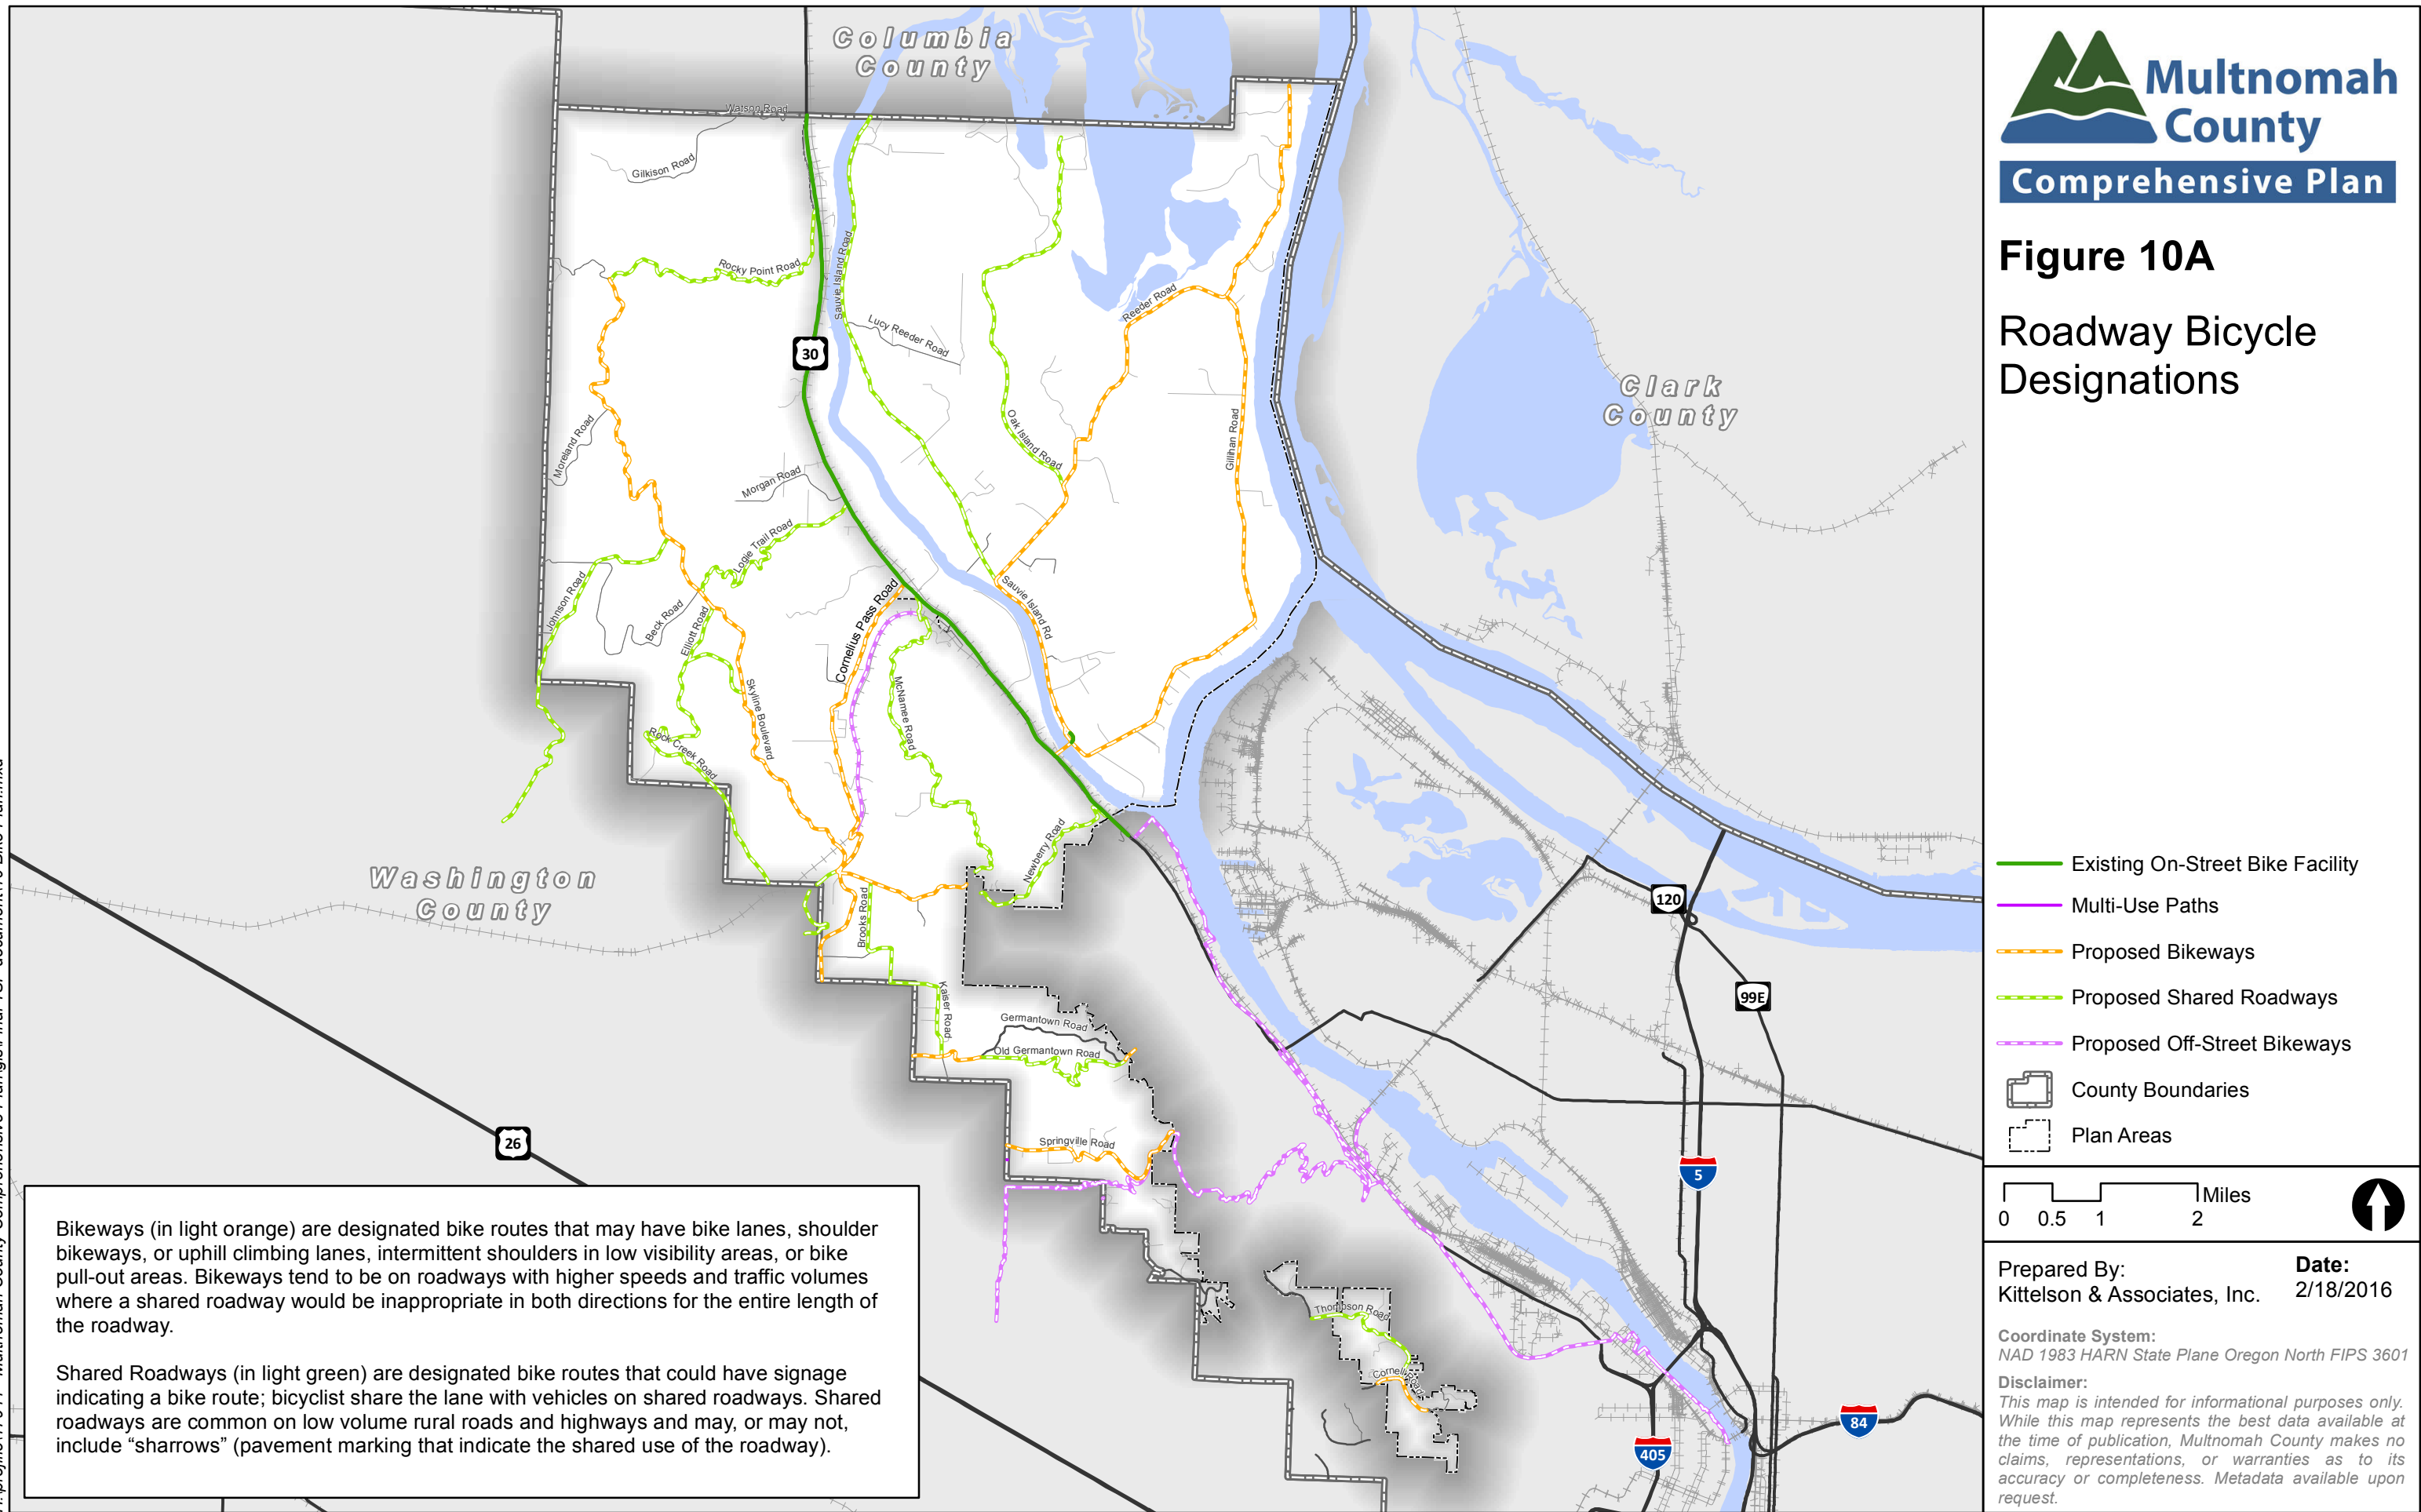 Columbia
County
Watson Road
Gilkison Road
Rocky Point Road
Sauvie Island Road
Reeder Road
Lucy Reeder Road
30
Clark
County
Moreland Road
Oak Island Road
Gillihan Road
Morgan Road
Logie Trail Road
Johnson Road
Beck Road
Elliott Road
Cornelius Pass Road
Sauvie Island Rd
Skyline Boulevard
McNamee Road
Rock Creek Road
Newberry Road
Washington
County
Brooks Road
120
99E
Kaiser Road
Germantown Road
Old Germantown Road
26
Springville Road
5
Thompson Road
Cornell Road
84
405
Bikeways (in light orange) are designated bike routes that may have bike lanes, shoulder
bikeways, or uphill climbing lanes, intermittent shoulders in low visibility areas, or bike
pull-out areas. Bikeways tend to be on roadways with higher speeds and traffic volumes
where a shared roadway would be inappropriate in both directions for the entire length of
the roadway.
Shared Roadways (in light green) are designated bike routes that could have signage
indicating a bike route; bicyclist share the lane with vehicles on shared roadways. Shared
roadways are common on low volume rural roads and highways and may, or may not,
include “sharrows” (pavement marking that indicate the shared use of the roadway).
Multnomah
County
Comprehensive Plan
Figure 10A
Roadway Bicycle
Designations
Existing On-Street Bike Facility
Multi-Use Paths
Proposed Bikeways
Proposed Shared Roadways
Proposed Off-Street Bikeways
County Boundaries
Plan Areas
Miles
0 0.5 1 2
Prepared By:
Kittelson & Associates, Inc.
Date:
2/18/2016
Coordinate System:
NAD 1983 HARN State Plane Oregon North FIPS 3601
Disclaimer:
This map is intended for informational purposes only.
While this map represents the best data available at
the time of publication, Multnomah County makes no
claims, representations, or warranties as to its
accuracy or completeness. Metadata available upon
request.